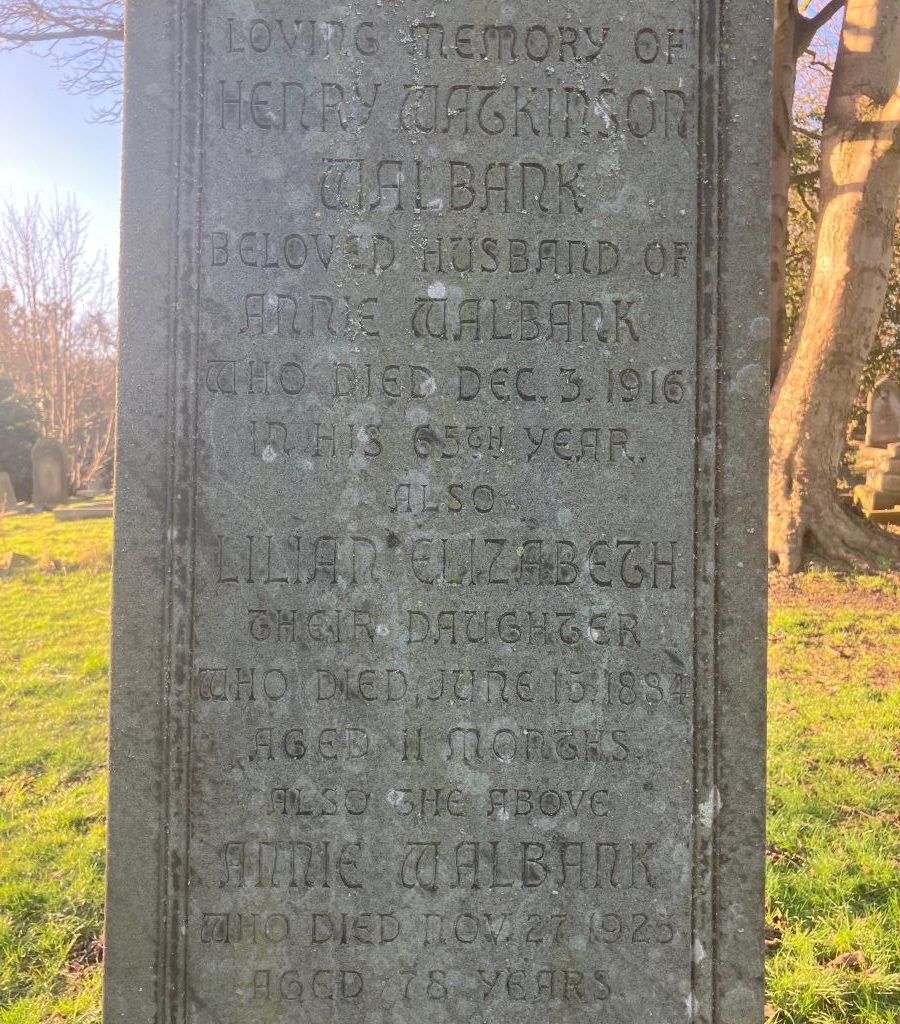 LOVING MEMORY OF
HENRY WATKINSON
WALBANK
BELOVED HUSBAND OF
ANNIE WALBANK
WHO DIED DEC. 3. 1916
IN HIS 65TH YEAR.
ALSO
LILIAN ELIZABETH
THEIR DAUGHTER
WHO DIED, JUNE 15. 1884
AGED 11 MONTHS.
ALSO THE ABOVE
ANNIE WALBANK
WHO DIED NOV. 27 1925
AGED 78 YEARS.